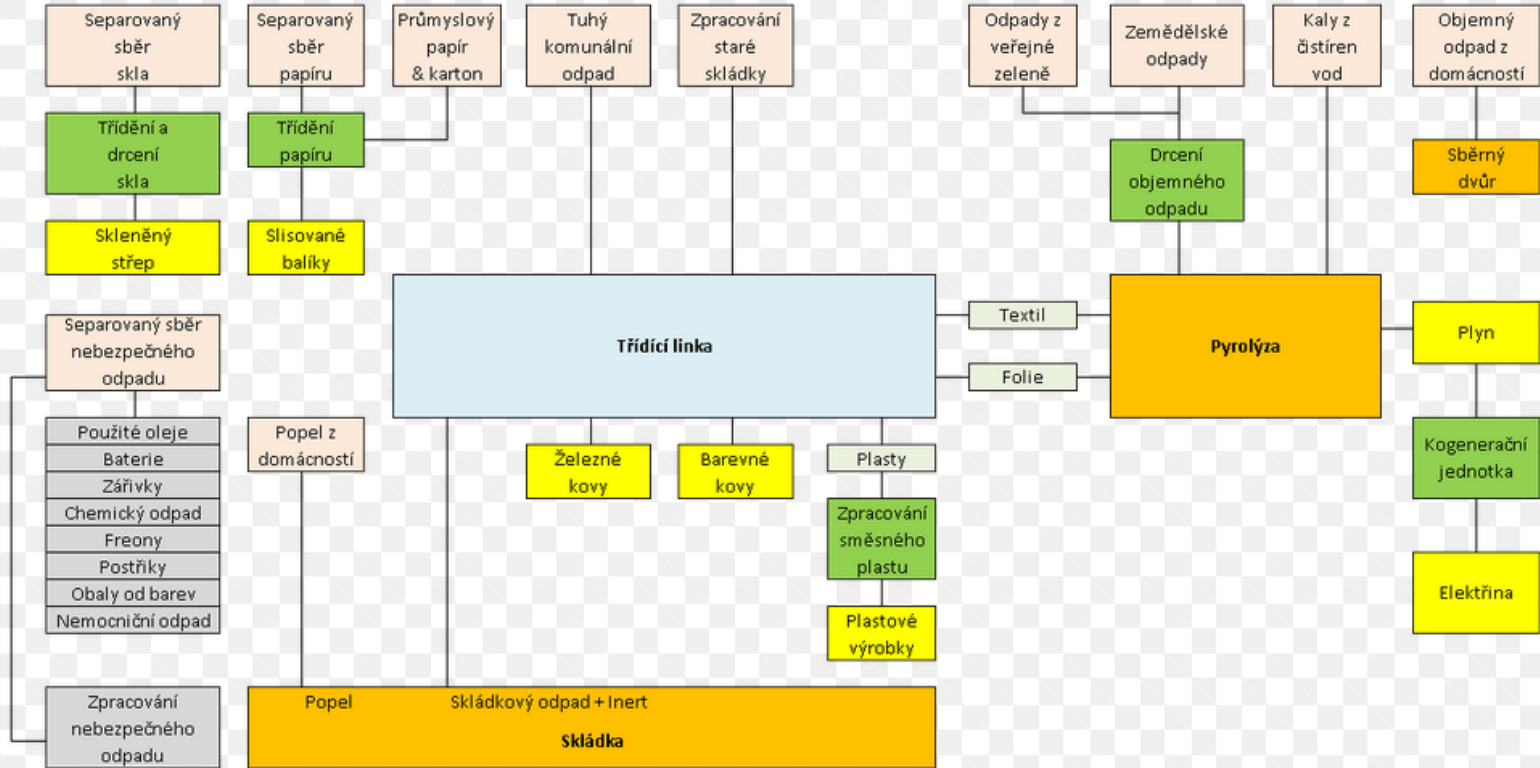 Separovaný
sběr
skla
Separovaný
sběr
papíru
Průmyslový
papír
& karton
Tuhý
komunální
odpad
Zpracování
staré
skládky
Odpady z
veřejné
zeleně
Zemědělské
odpady
Kaly z
čistíren
vod
Objemný
odpad z
domácností
Třídění a
drcení
skla
Třídění
papíru
Drcení
objemného
odpadu
Sběrný
dvůr
Skleněný
střep
Slisované
balíky
Třídící linka
Textil
Folie
Pyrolýza
Plyn
Separovaný sběr
nebezpečného
odpadu
Použité oleje
Baterie
Zářivky
Chemický odpad
Freony
Postřiky
Obaly od barev
Nemocniční odpad
Popel z
domácností
Železné
kovy
Barevné
kovy
Plasty
Zpracování
směsného
plastu
Plastové
výrobky
Kogenerační
jednotka
Elektřina
Zpracování
nebezpečného
odpadu
Popel
Skládkový odpad + Inert
Skládka